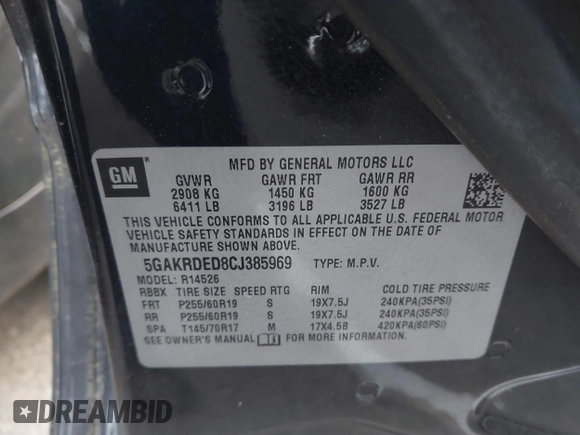 GM
MFD BY GENERAL MOTORS LLC
GVWR GAWR FRT GAWR RR
2908 KG 1450 KG 1600 KG
6411 LB 3196 LB 3527 LB
THIS VEHICLE CONFORMS TO ALL APPLICABLE U.S. FEDERAL MOTOR
VEHICLE SAFETY STANDARDS IN EFFECT ON THE DATE OF
MANUFACTURE SHOWN ABOVE.
5GAKRDED8CJ385969 TYPE: M.P.V.
MODEL: R14526
RBBX TIRE SIZE SPEED RTG RIM COLD TIRE PRESSURE
FRT P255/60R19 S 19X7.5J 240KPA(35PSI)
RR P255/60R19 S 19X7.5J 240KPA(35PSI)
SPA T145/70R17 M 17X4.5B 420KPA(60PSI)
SEE OWNER'S MANUAL FOR MORE INFORMATION.
DREAMBID